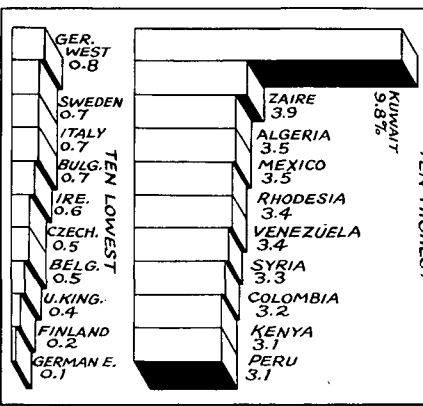 GER.
WEST
0.8
SWEDEN
0.7
ITALY
0.7
BULG.
0.7
IRE.
0.6
CZECH.
0.5
BELG.
0.5
U.KING.
0.4
FINLAND
0.2
GERMAN E.
0.1
TEN LOWEST
KUWAIT
9.8%
ZAIRE
3.9
ALGERIA
3.5
MEXICO
3.5
RHODESIA
3.4
VENEZUELA
3.4
SYRIA
3.3
COLOMBIA
3.2
KENYA
3.1
PERU
3.1